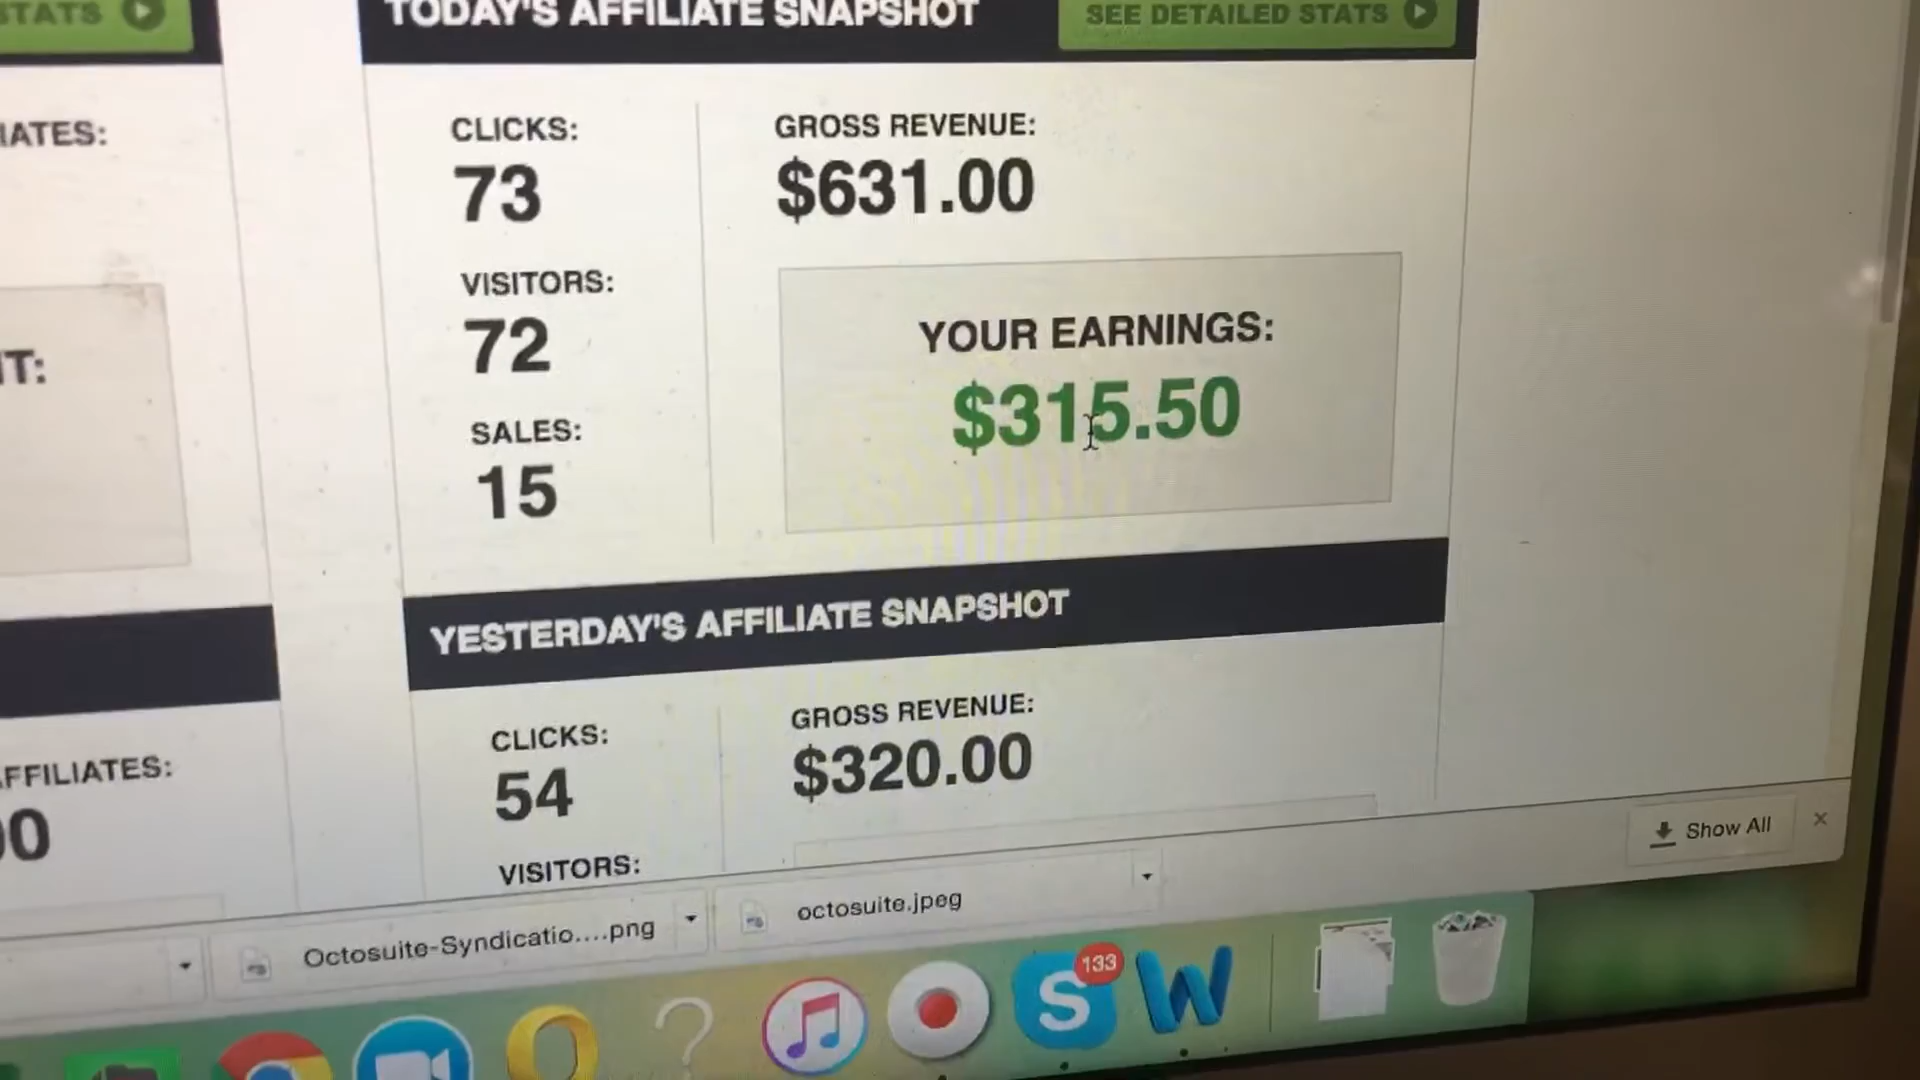 STATS
TODAY'S AFFILIATE SNAPSHOT
SEE DETAILED STATS
IATES:
CLICKS:
73
GROSS REVENUE:
$631.00
VISITORS:
72
YOUR EARNINGS:
$315.50
IT:
SALES:
15
YESTERDAY'S AFFILIATE SNAPSHOT
CLICKS:
54
GROSS REVENUE:
$320.00
FFILIATES:
00
VISITORS:
Show All
Octosuite-Syndicatio....png
octosuite.jpeg
133